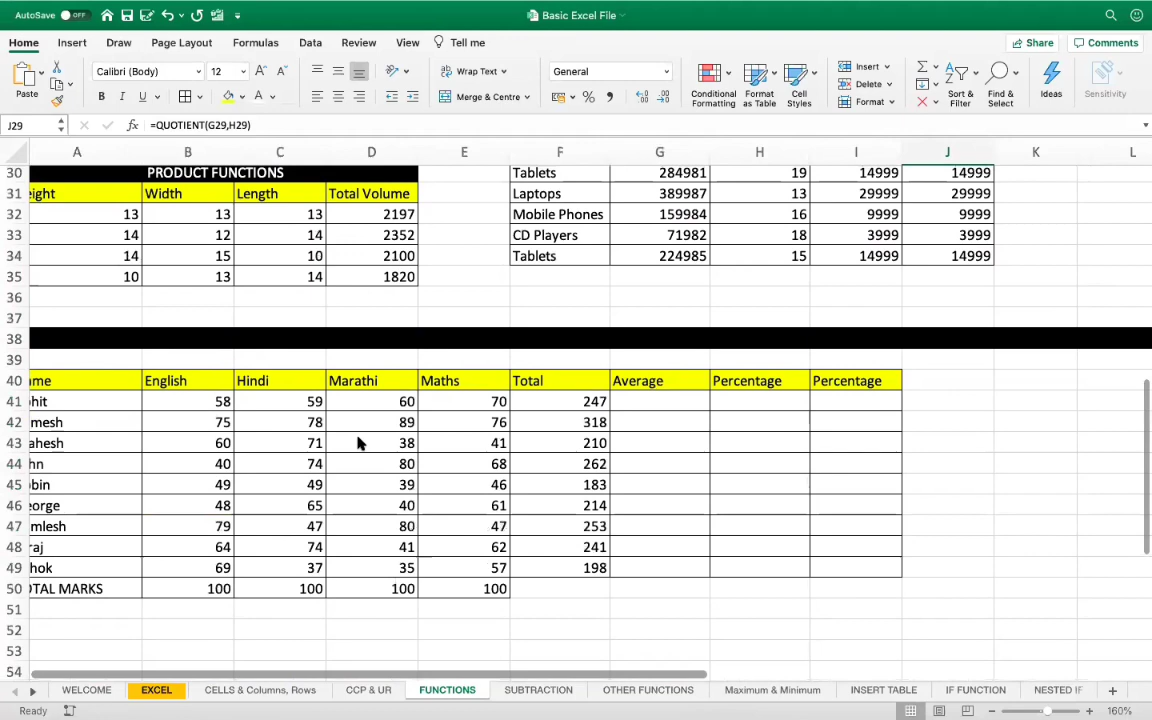 AutoSave OFF Basic Excel File
Home Insert Draw Page Layout Formulas Data Review View Tell me Share Comments
Paste Calibri (Body) 12 Wrap Text General Insert
B I U Merge & Centre Conditional Formatting Format as Table Cell Styles Delete Format Sort & Filter Find & Select Ideas Sensitivity
J29 fx =QUOTIENT(G29,H29)
A B C D E F G H I J K L
30 PRODUCT FUNCTIONS Tablets 284981 19 14999 14999
31 eight Width Length Total Volume Laptops 389987 13 29999 29999
32 13 13 13 2197 Mobile Phones 159984 16 9999 9999
33 14 12 14 2352 CD Players 71982 18 3999 3999
34 14 15 10 2100 Tablets 224985 15 14999 14999
35 10 13 14 1820
36
37
38
39
40 ame English Hindi Marathi Maths Total Average Percentage Percentage
41 ohit 58 59 60 70 247
42 mesh 75 78 89 76 318
43 ahesh 60 71 38 41 210
44 hn 40 74 80 68 262
45 obin 49 49 39 46 183
46 eorge 48 65 40 61 214
47 mlesh 79 47 80 47 253
48 raj 64 74 41 62 241
49 shok 69 37 35 57 198
50 OTAL MARKS 100 100 100 100
51
52
53
54
WELCOME EXCEL CELLS & Columns, Rows CCP & UR FUNCTIONS SUBTRACTION OTHER FUNCTIONS Maximum & Minimum INSERT TABLE IF FUNCTION NESTED IF
Ready 160%